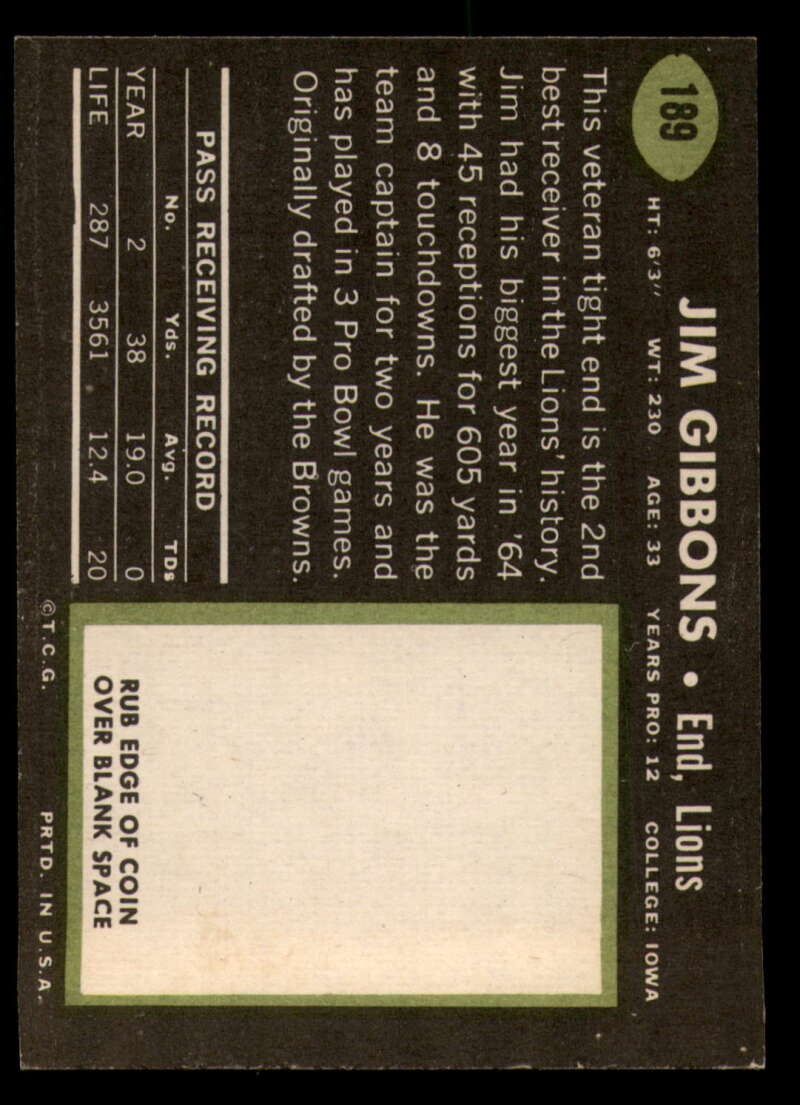 189
JIM GIBBONS • End, Lions
HT: 6'3'' WT: 230 AGE: 33 YEARS PRO: 12 COLLEGE: IOWA
This veteran tight end is the 2nd
best receiver in the Lions' history.
Jim had his biggest year in '64
with 45 receptions for 605 yards
and 8 touchdowns. He was the
team captain for two years and
has played in 3 Pro Bowl games.
Originally drafted by the Browns.
PASS RECEIVING RECORD
No. Yds. Avg. TDs
YEAR 2 38 19.0 0
LIFE 287 3561 12.4 20
RUB EDGE OF COIN
OVER BLANK SPACE
©T.C.G. PRTD. IN U.S.A.